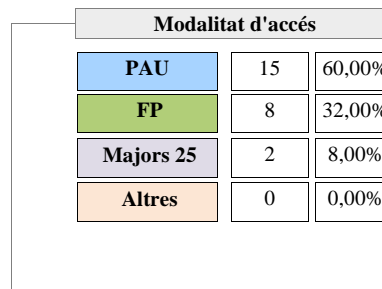 Modalitat d'accés
PAU 15 60,00%
FP 8 32,00%
Majors 25 2 8,00%
Altres 0 0,00%